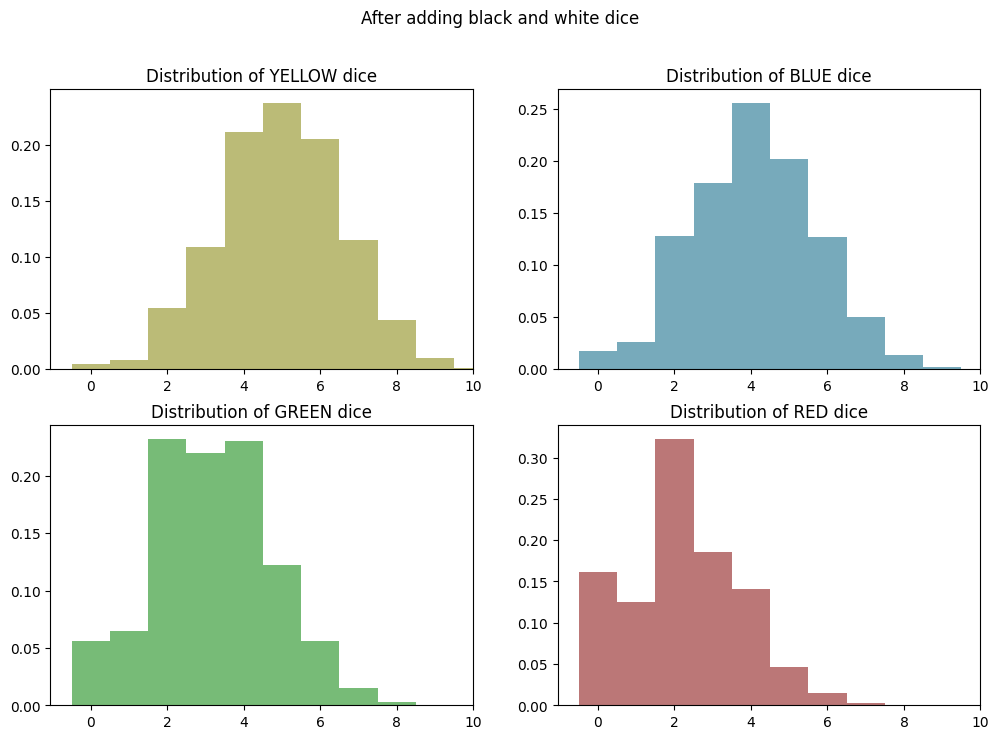 After adding black and white dice
Distribution of YELLOW dice
0.20
0.15
0.10
0.05
0.00
0 2 4 6 8 10
Distribution of BLUE dice
0.25
0.20
0.15
0.10
0.05
0.00
0 2 4 6 8 10
Distribution of GREEN dice
0.20
0.15
0.10
0.05
0.00
0 2 4 6 8 10
Distribution of RED dice
0.30
0.25
0.20
0.15
0.10
0.05
0.00
0 2 4 6 8 10